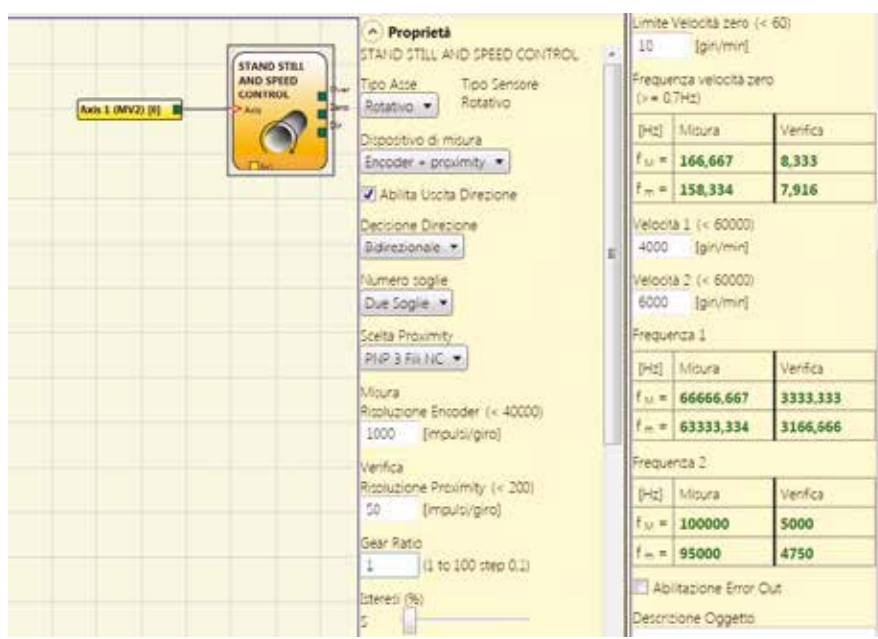 STAND STILL
AND SPEED
CONTROL
Axis
Over
Zero
Dir
Axis 1 (MV2) [0]
Proprietà
STAND STILL AND SPEED CONTROL
Tipo Asse
Tipo Sensore
Rotativo
Rotativo
Dispositivo di misura
Encoder + proximity
Abilita Uscita Direzione
Decisione Direzione
Bidirezionale
Numero soglie
Due Soglie
Scelta Proximity
PNP 3 Fili NC
Misura
Risoluzione Encoder (< 40000)
1000 [impulsi/giro]
Verifica
Risoluzione Proximity (< 200)
50 [impulsi/giro]
Gear Ratio
1 (1 to 100 step 0,1)
Isteresi (%)
5
Limite Velocità zero (< 60)
10 [giri/min]
Frequenza velocità zero
(>= 0,7Hz)
[Hz] Misura Verifica
f M = 166,667 8,333
f m = 158,334 7,916
Velocità 1 (< 60000)
4000 [giri/min]
Velocità 2 (< 60000)
6000 [giri/min]
Frequenza 1
[Hz] Misura Verifica
f M = 66666,667 3333,333
f m = 63333,334 3166,666
Frequenza 2
[Hz] Misura Verifica
f M = 100000 5000
f m = 95000 4750
Abilitazione Error Out
Descrizione Oggetto